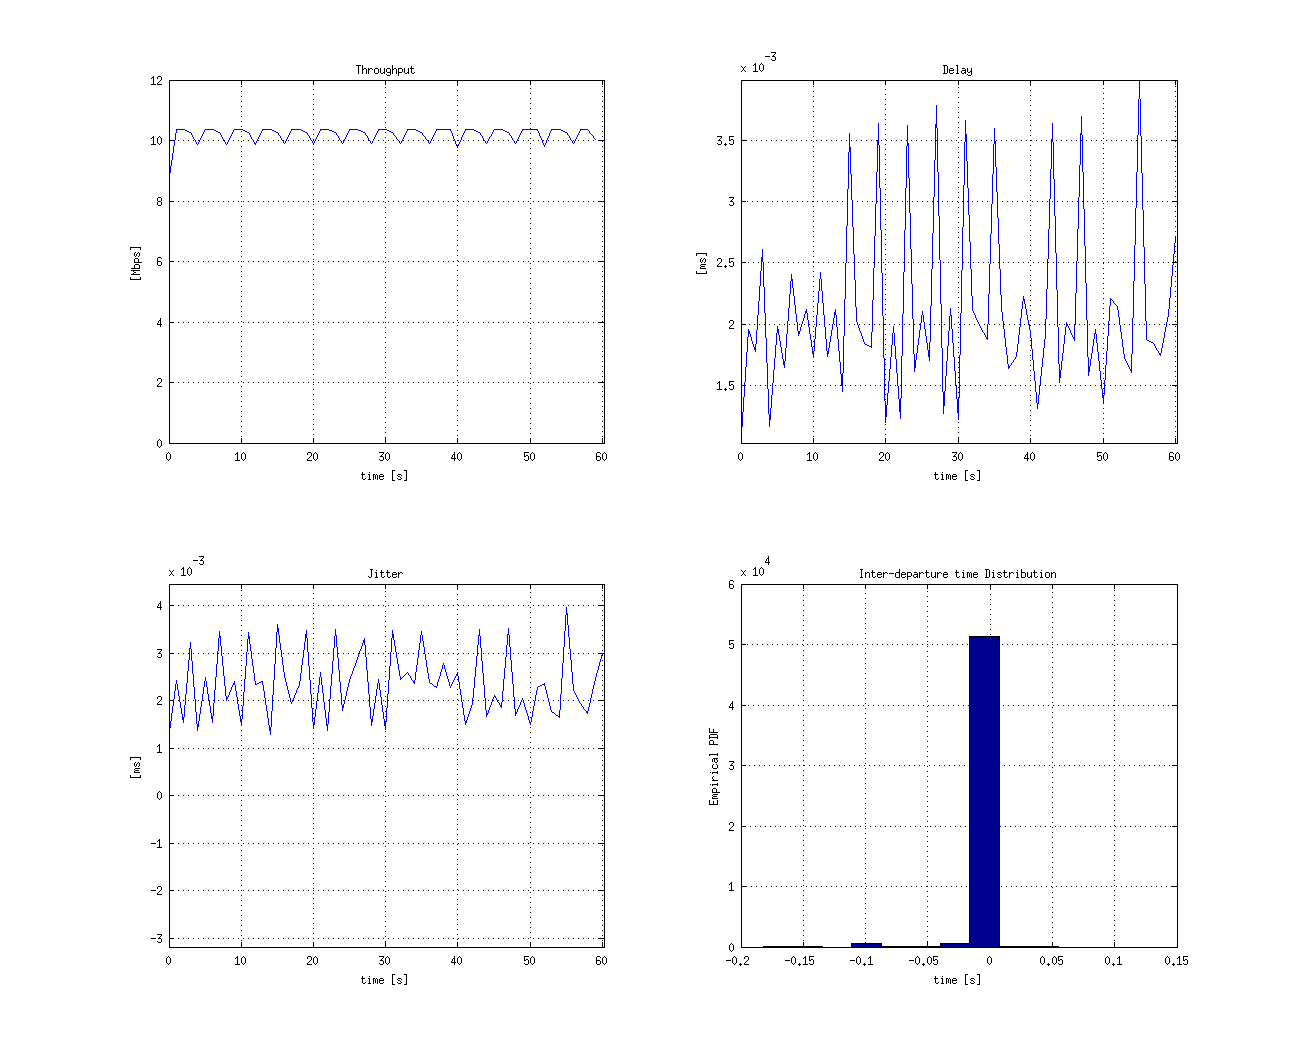 Throughput
12
10
8
6
4
2
0
[Mbps]
0 10 20 30 40 50 60
time [s]
x 10^-3
Delay
3.5
3
2.5
2
1.5
[ms]
0 10 20 30 40 50 60
time [s]
x 10^-3
Jitter
4
3
2
1
0
-1
-2
-3
[ms]
0 10 20 30 40 50 60
time [s]
x 10^4
Inter-departure time Distribution
6
5
4
3
2
1
0
Empirical PDF
-0.2 -0.15 -0.1 -0.05 0 0.05 0.1 0.15
time [s]